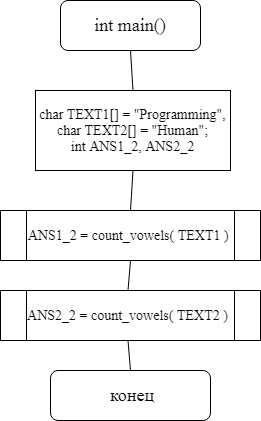 int main()
char TEXT1[] = "Programming",
char TEXT2[] = "Human";
int ANS1_2, ANS2_2
ANS1_2 = count_vowels( TEXT1 )
ANS2_2 = count_vowels( TEXT2 )
конец